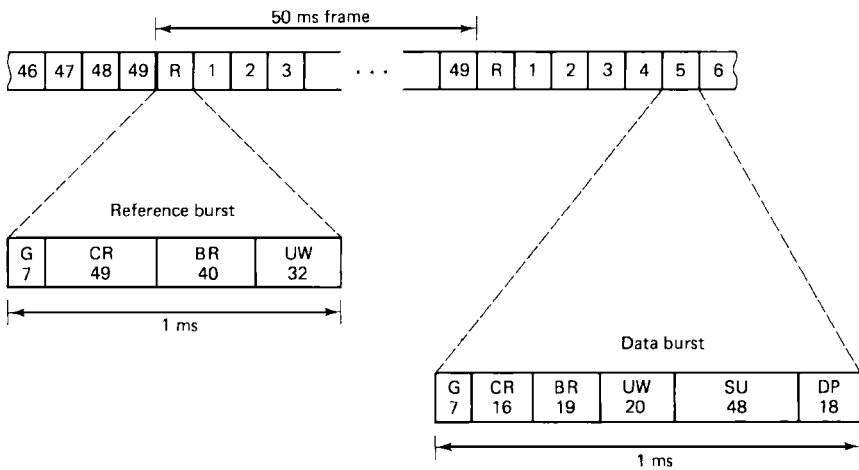 50 ms frame
46 47 48 49 R 1 2 3 ... 49 R 1 2 3 4 5 6
Reference burst
G CR BR UW
7 49 40 32
1 ms
Data burst
G CR BR UW SU DP
7 16 19 20 48 18
1 ms